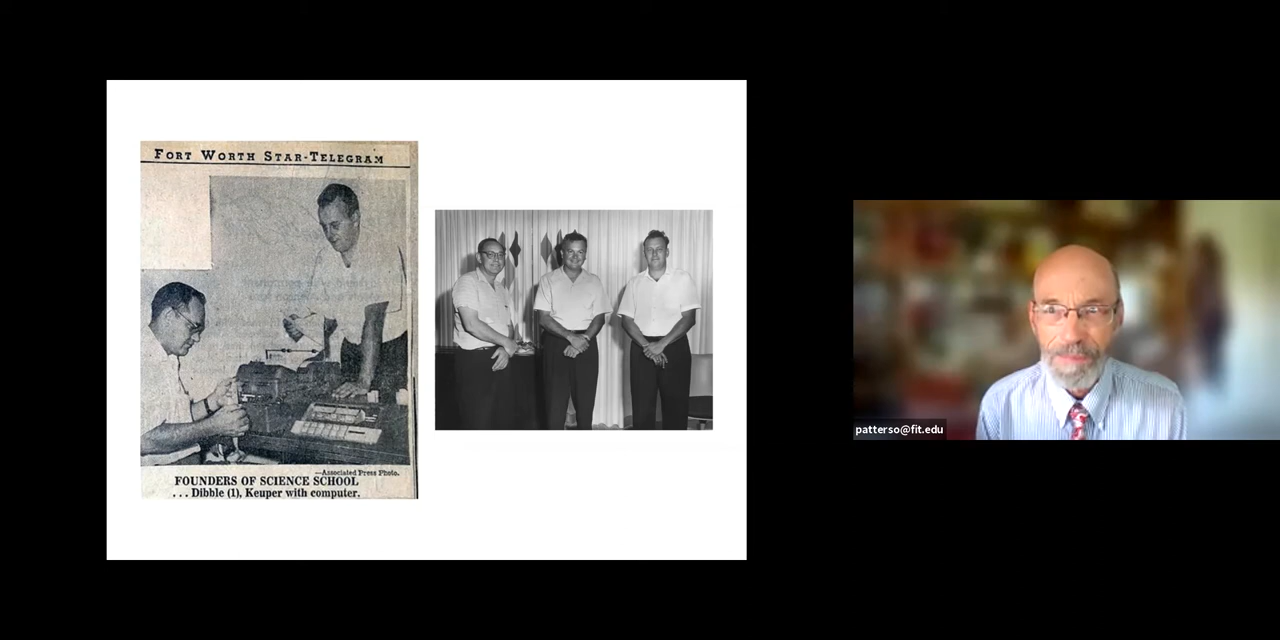 FORT WORTH STAR-TELEGRAM
—Associated Press Photo.
FOUNDERS OF SCIENCE SCHOOL
. . . Dibble (l), Keuper with computer.
patterso@fit.edu